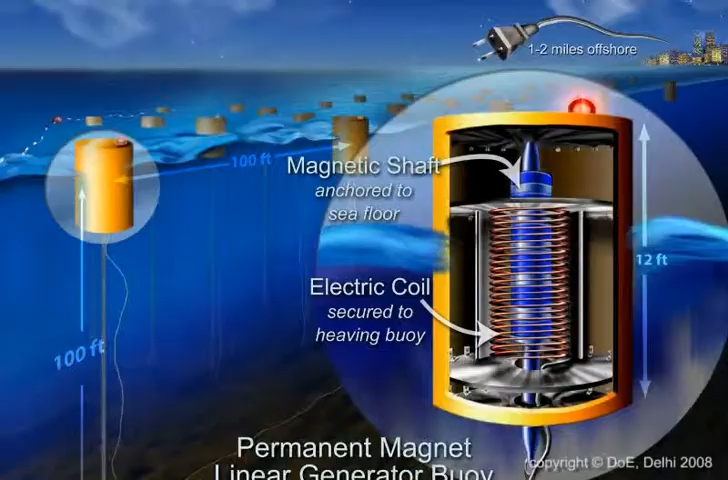 1-2 miles offshore
100 ft
Magnetic Shaft
anchored to
sea floor
12 ft
Electric Coil
secured to
heaving buoy
100 ft
Permanent Magnet
Linear Generator Buoy
copyright © DoE, Delhi 2008